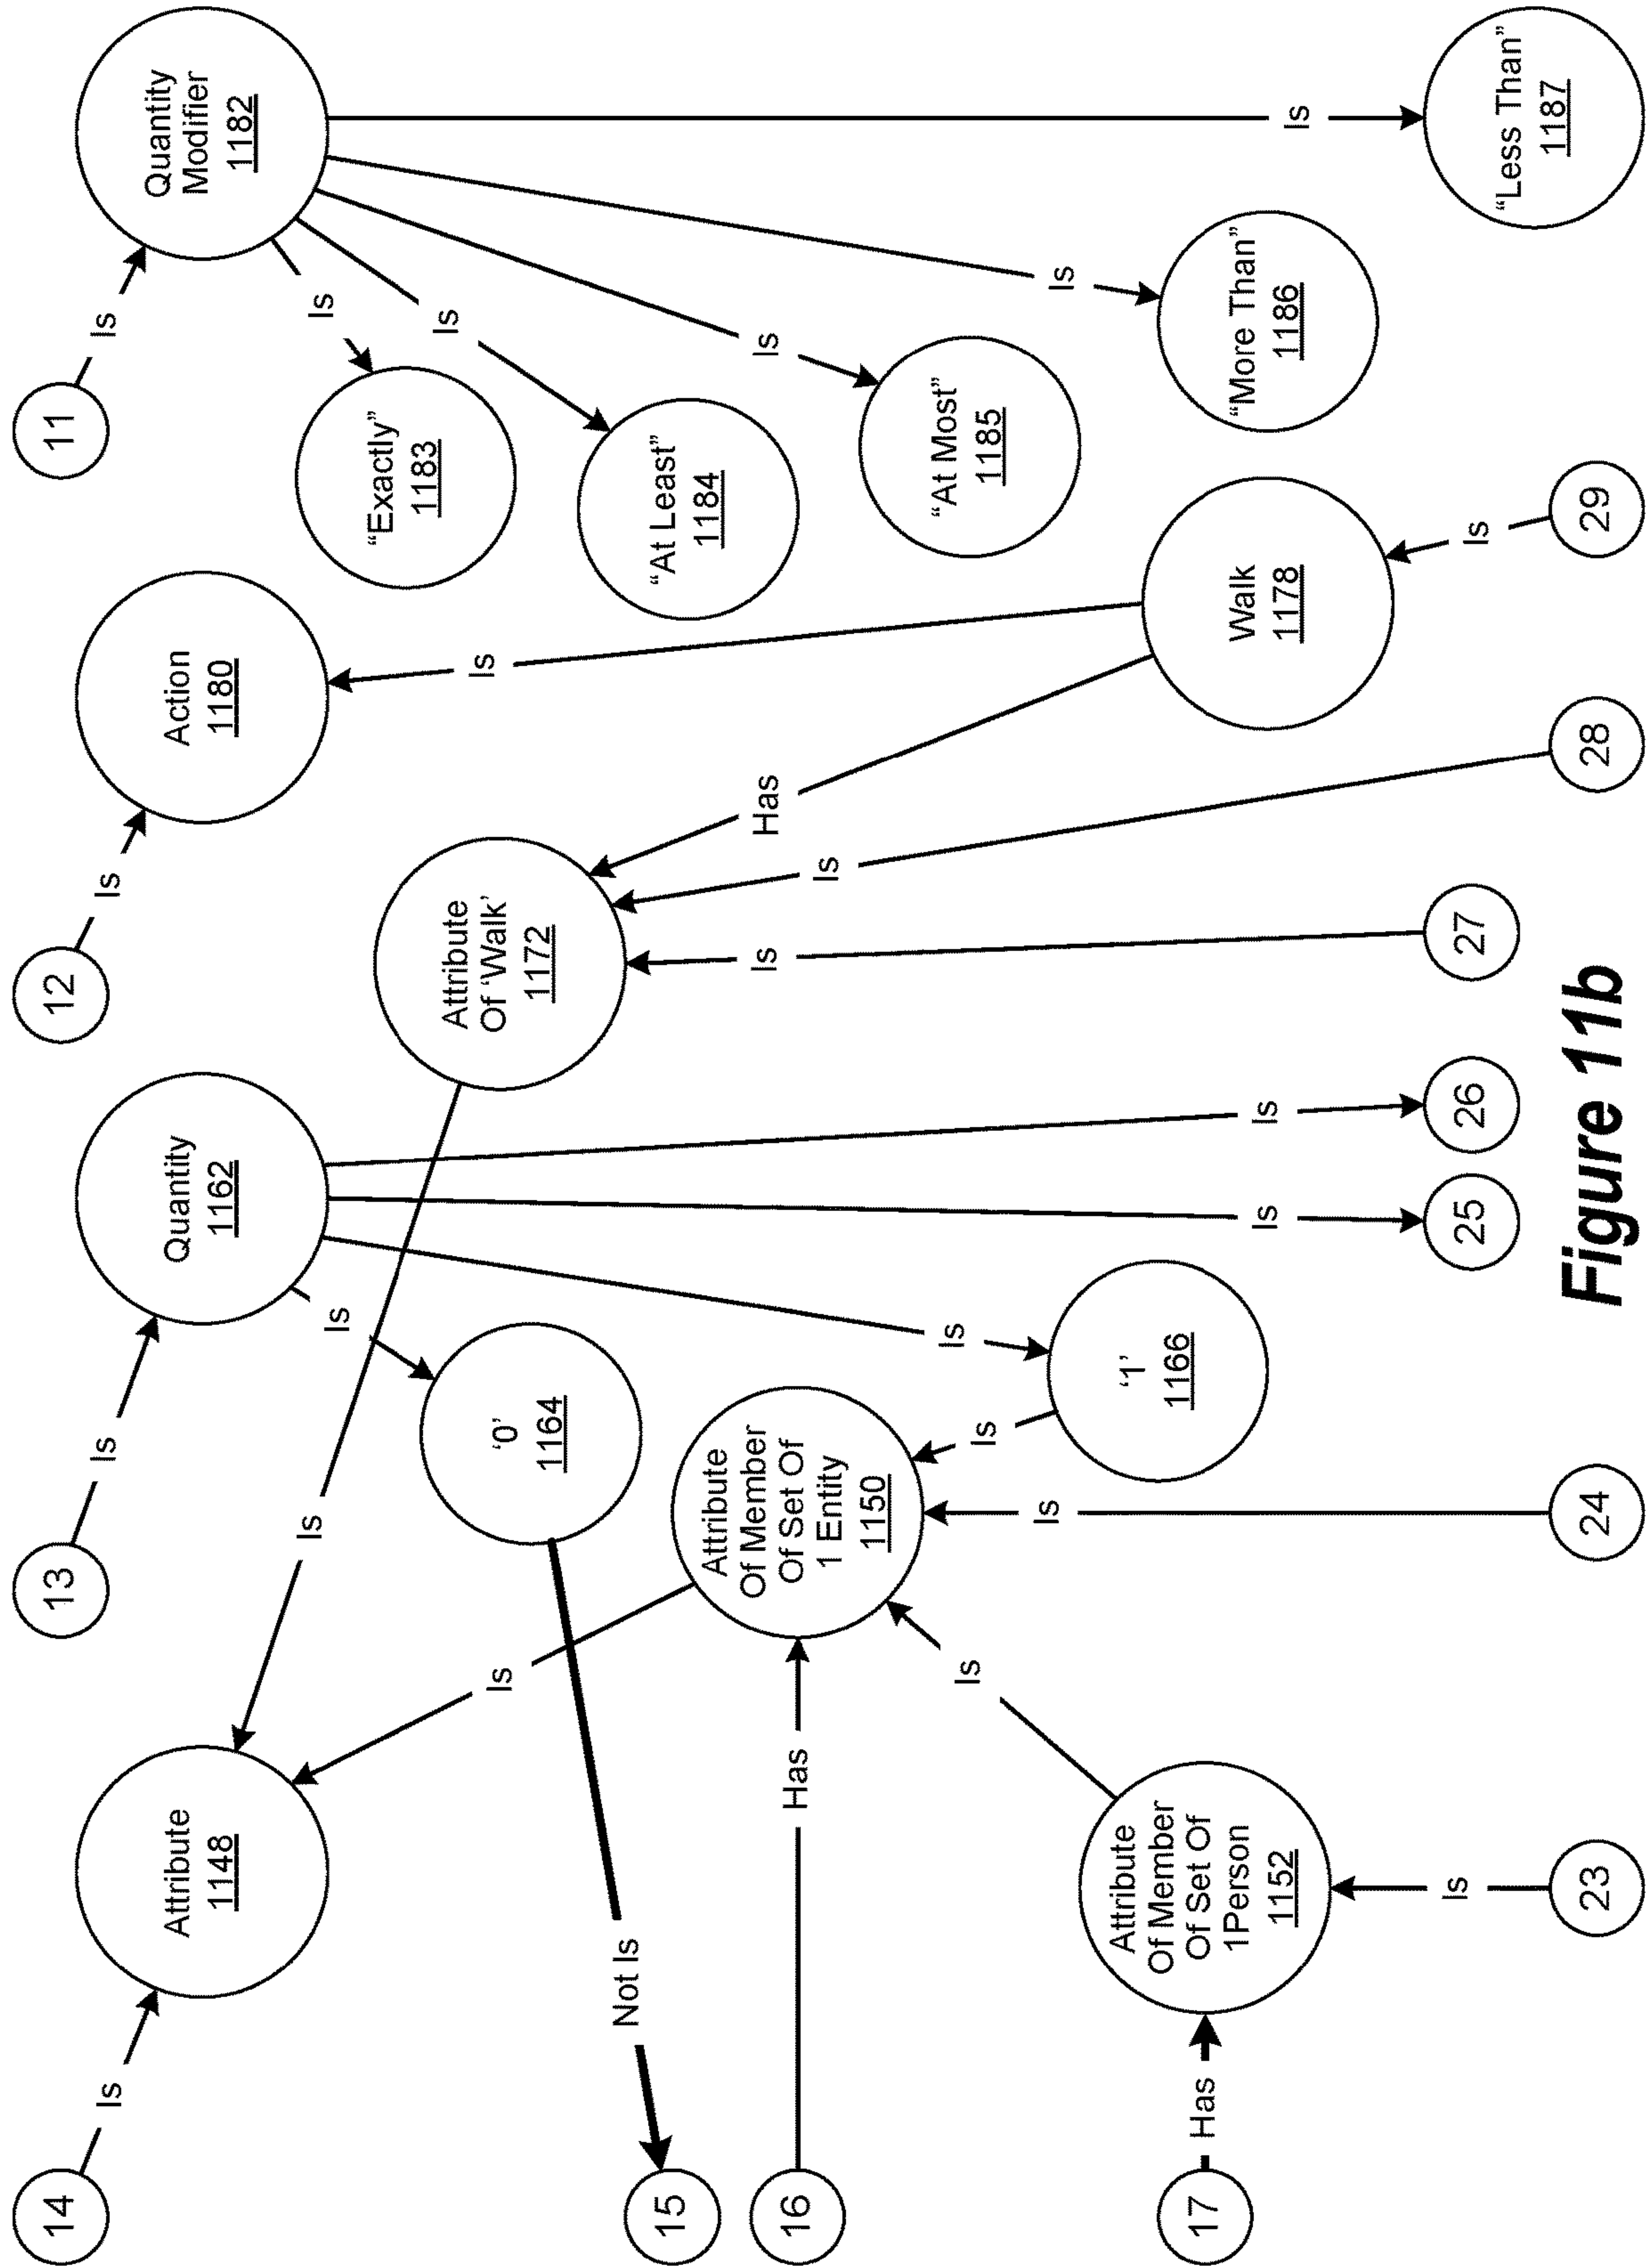 14
Is
Attribute
1148
13
Is
Quantity
1162
12
Is
Action
1180
11
Is
Quantity
Modifier
1182
Is
Is
Is
Is
Is
Is
"Exactly"
1183
Is
"At Least"
1184
Is
"At Most"
1185
Is
"More Than"
1186
Is
"Less Than"
1187
'0'
1164
Attribute
Of 'Walk'
1172
Not Is
15
16
Has
Attribute
Of Member
Of Set Of
1 Entity
1150
Has
Is
Is
Is
Is
Is
'1'
1166
Walk
1178
17
Has
Attribute
Of Member
Of Set Of
1Person
1152
Is
Is
Is
Is
Is
Is
23
24
25
26
27
28
29
Figure 11b